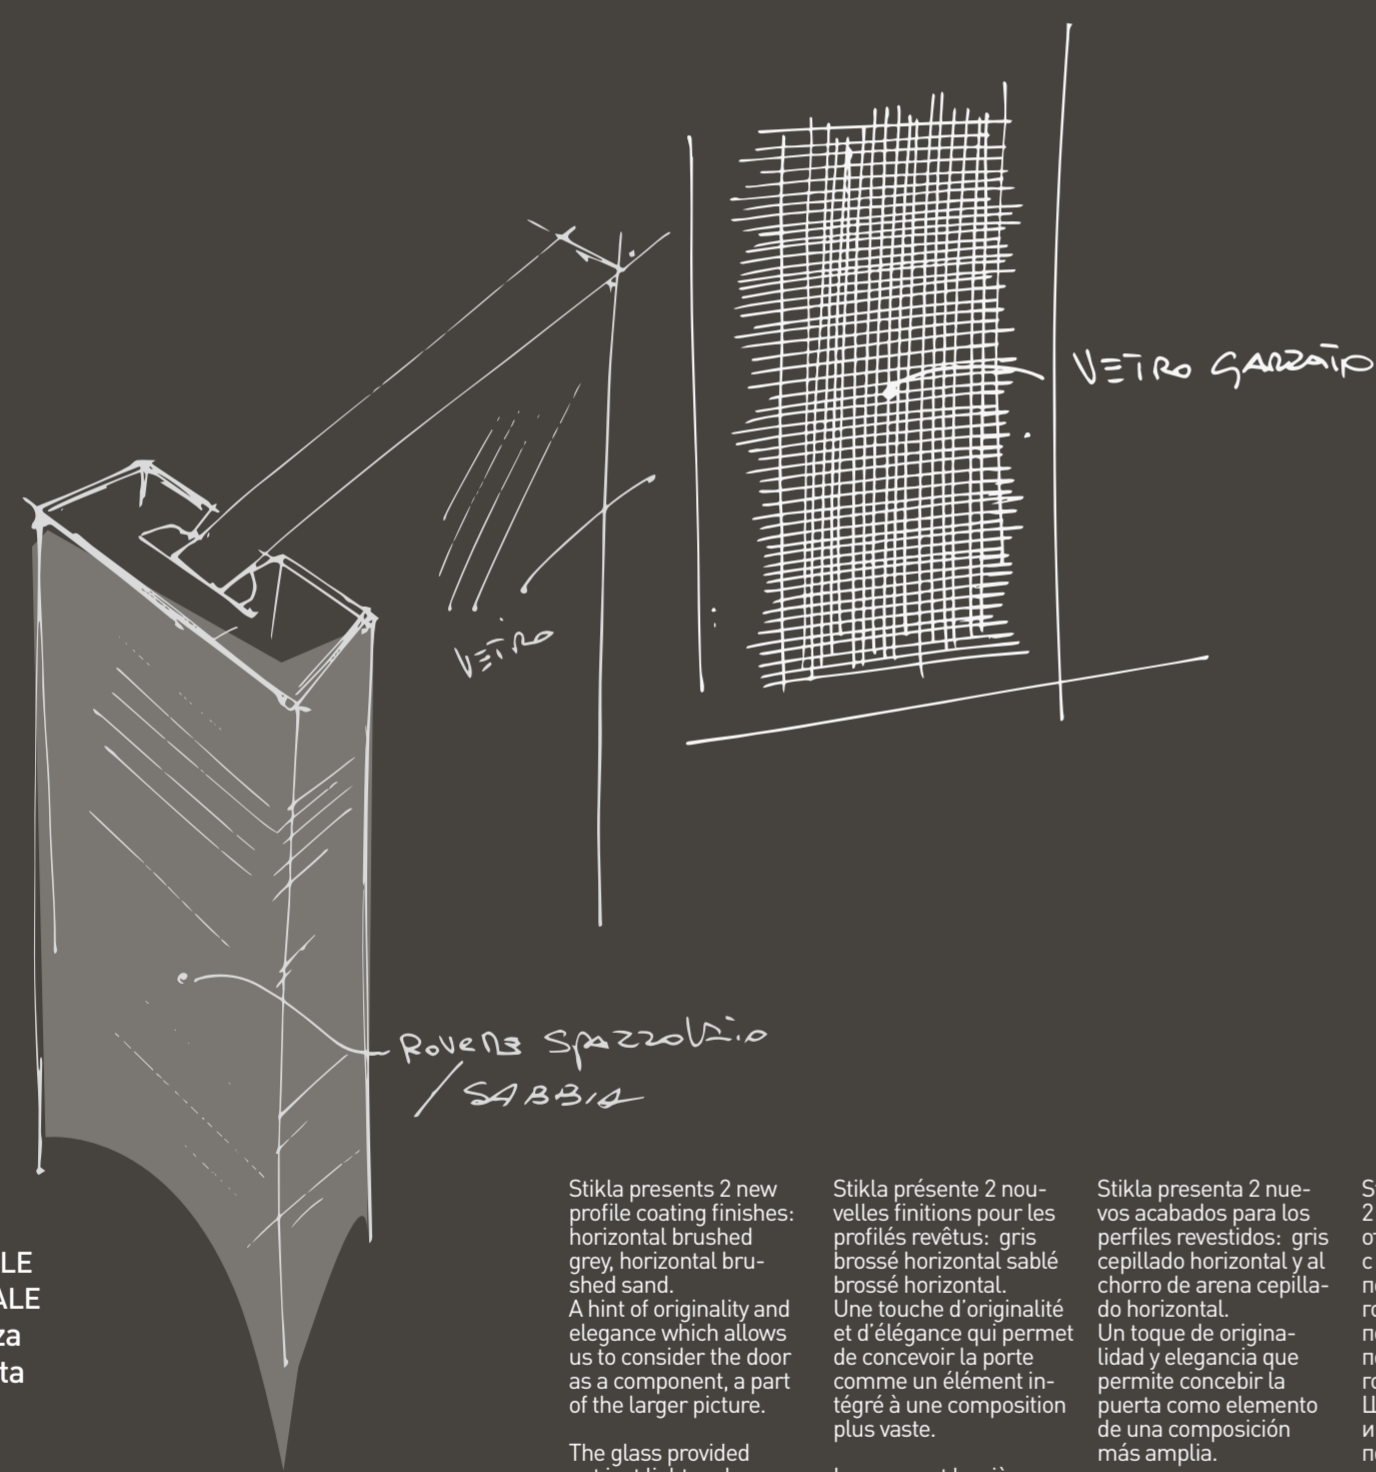 VETRO GARZATO
VETRO
ROVERE SPAZZOLATO
/ SABBIA
LE
ALE
za
ta
Stikla presents 2 new
profile coating finishes:
horizontal brushed
grey, horizontal bru-
shed sand.
A hint of originality and
elegance which allows
us to consider the door
as a component, a part
of the larger picture.
The glass provided
Stikla présente 2 nou-
velles finitions pour les
profilés revêtus: gris
brossé horizontal sablé
brossé horizontal.
Une touche d'originalité
et d'élégance qui permet
de concevoir la porte
comme un élément in-
tégré à une composition
plus vaste.
Stikla presenta 2 nue-
vos acabados para los
perfiles revestidos: gris
cepillado horizontal y al
chorro de arena cepilla-
do horizontal.
Un toque de origina-
lidad y elegancia que
permite concebir la
puerta como elemento
de una composición
más amplia.